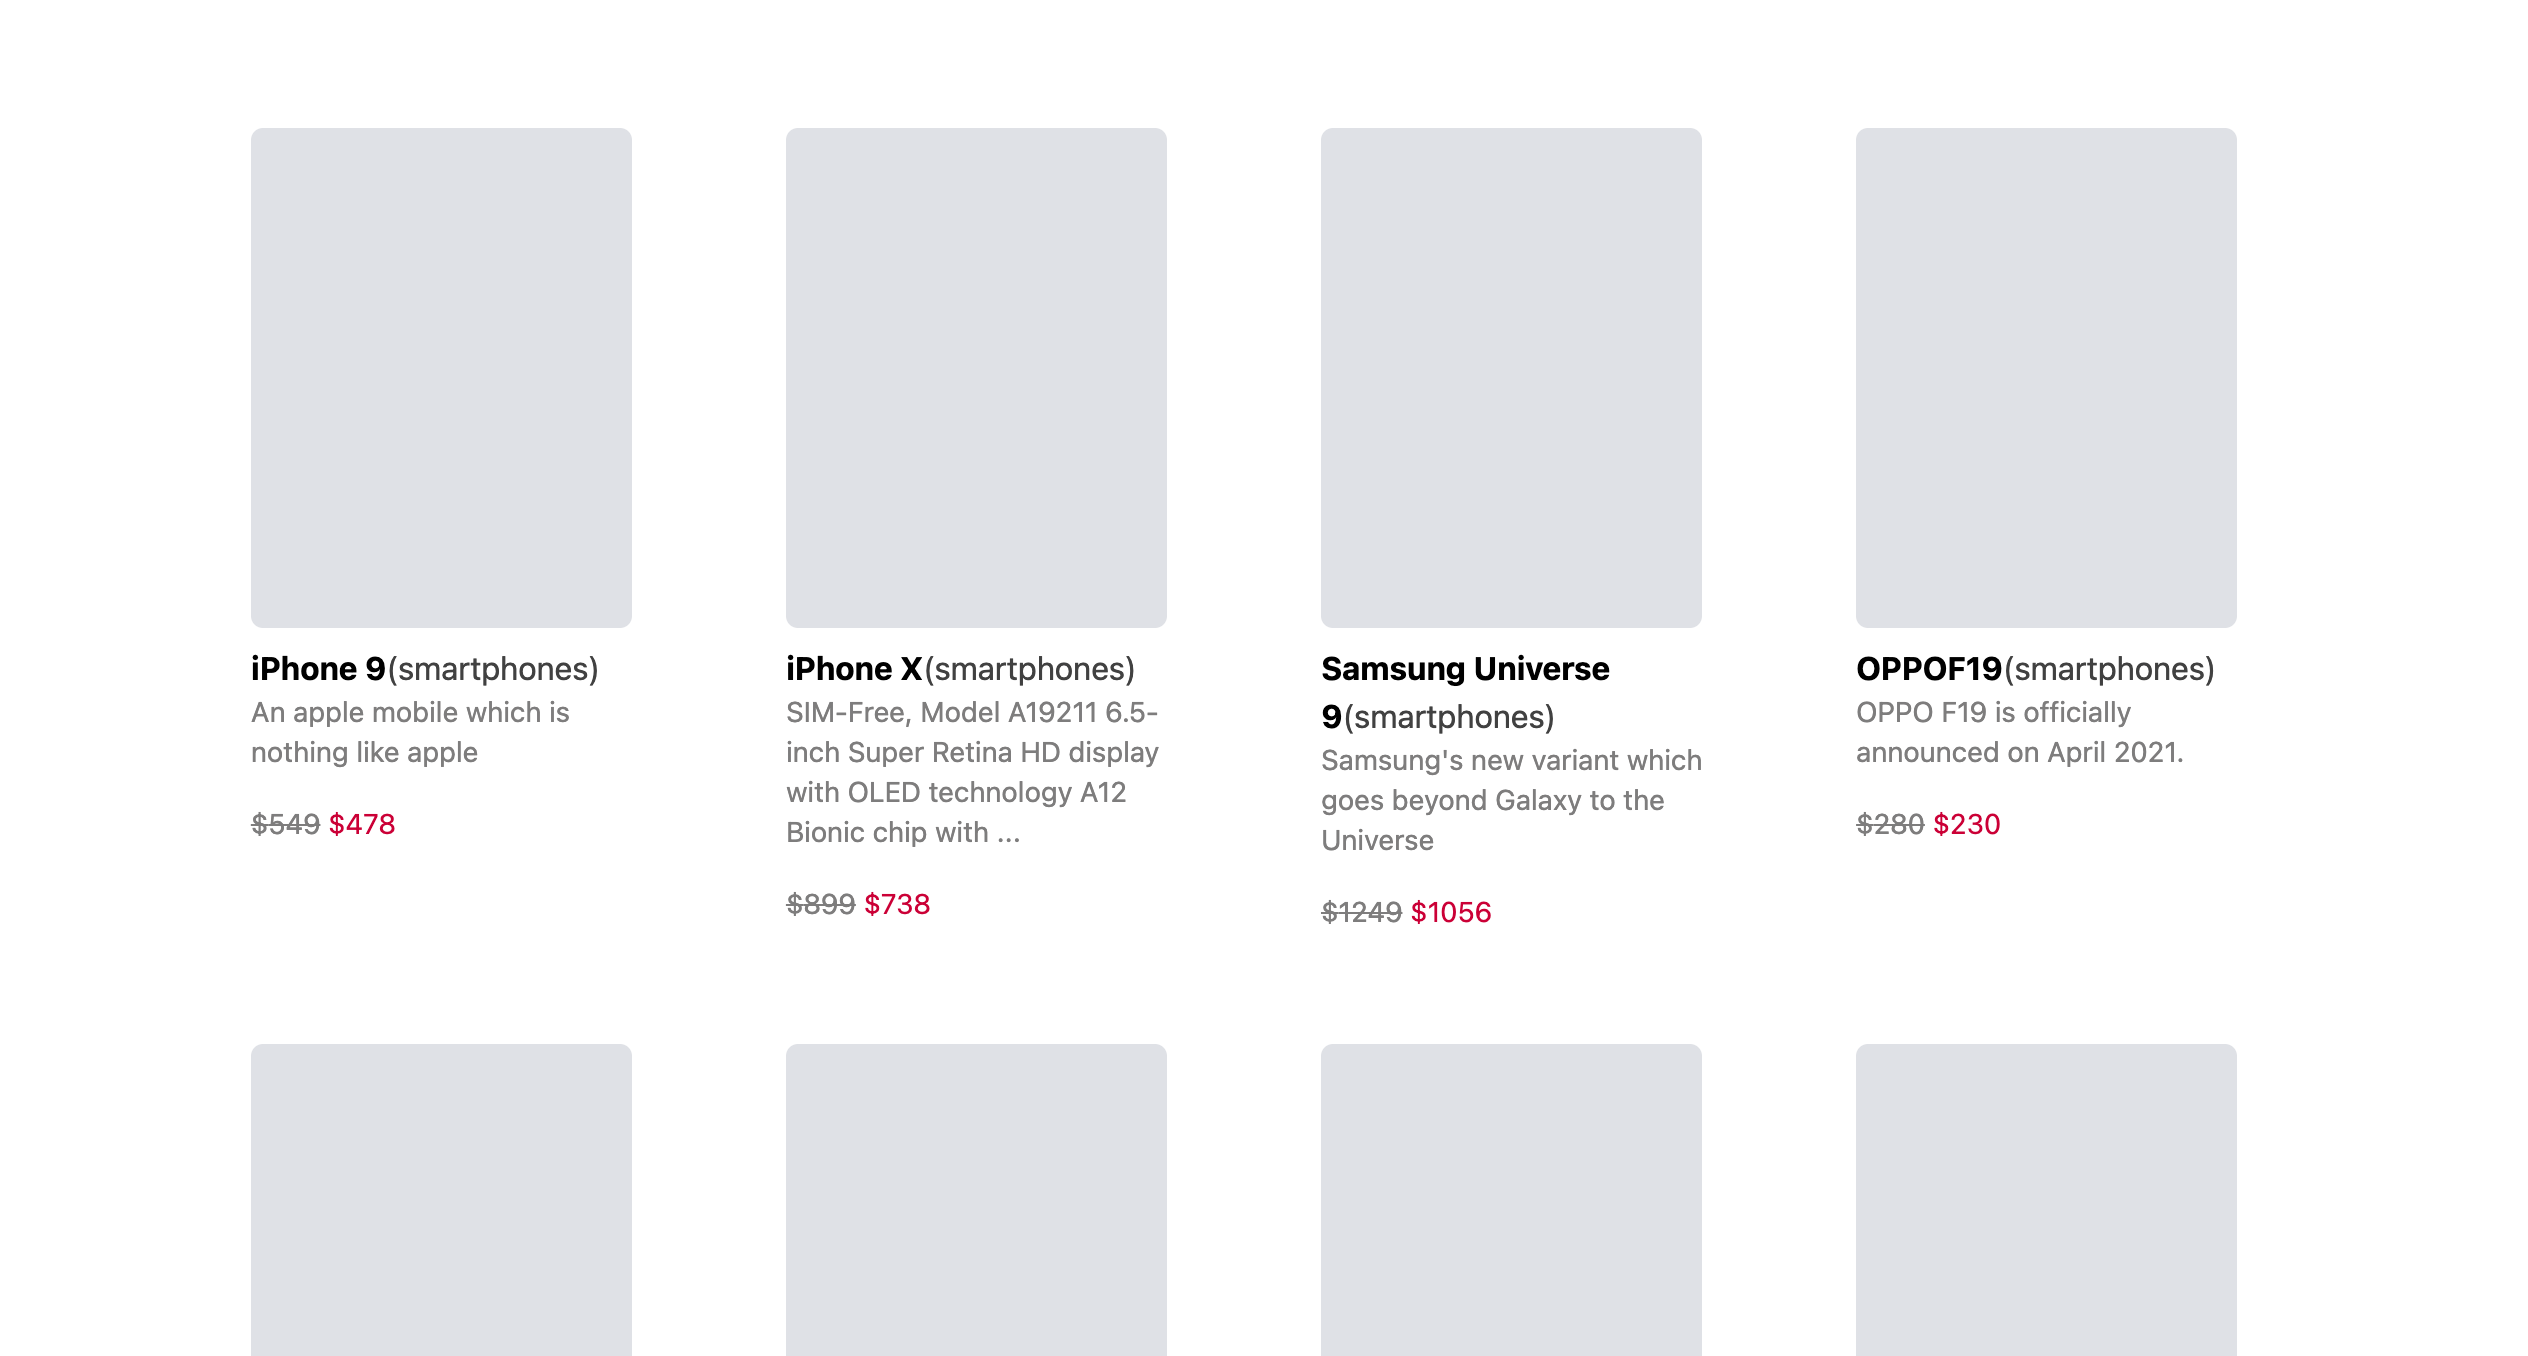 iPhone 9(smartphones)
An apple mobile which is
nothing like apple
$549 $478
iPhone X(smartphones)
SIM-Free, Model A19211 6.5-
inch Super Retina HD display
with OLED technology A12
Bionic chip with ...
$899 $738
Samsung Universe
9(smartphones)
Samsung's new variant which
goes beyond Galaxy to the
Universe
$1249 $1056
OPPOF19(smartphones)
OPPO F19 is officially
announced on April 2021.
$280 $230